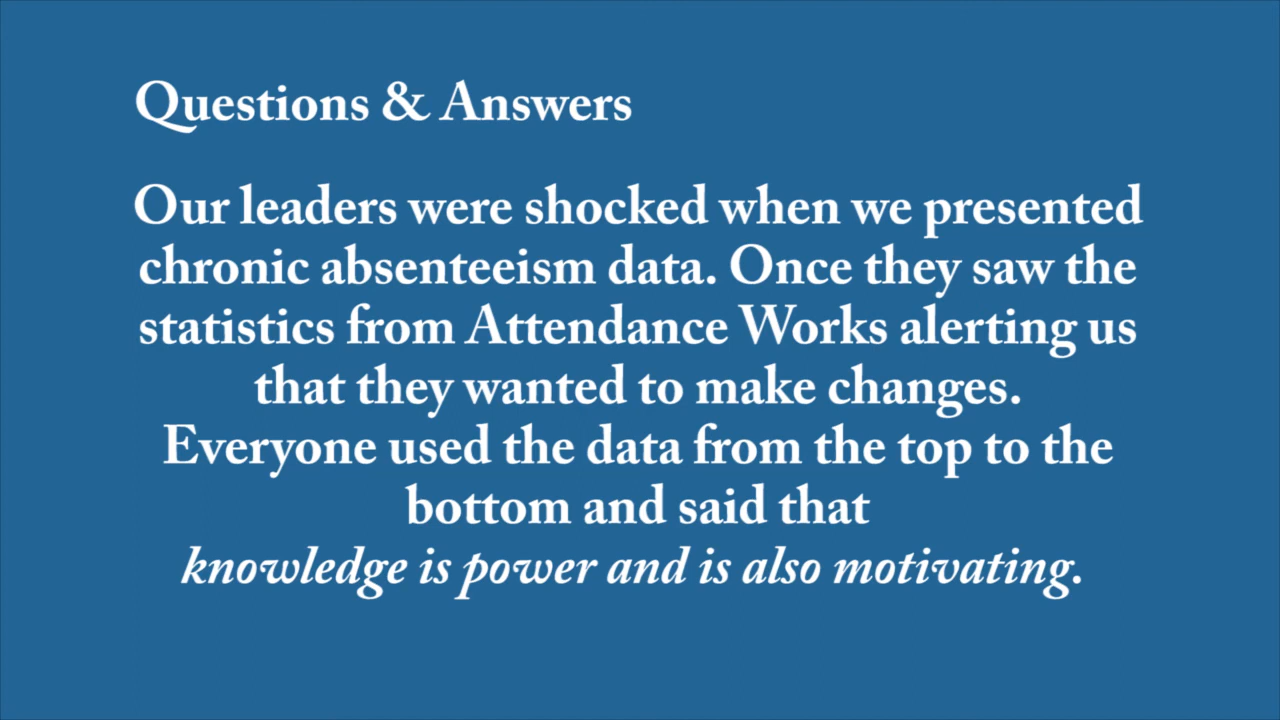 Questions & Answers
Our leaders were shocked when we presented
chronic absenteeism data. Once they saw the
statistics from Attendance Works alerting us
that they wanted to make changes.
Everyone used the data from the top to the
bottom and said that
knowledge is power and is also motivating.